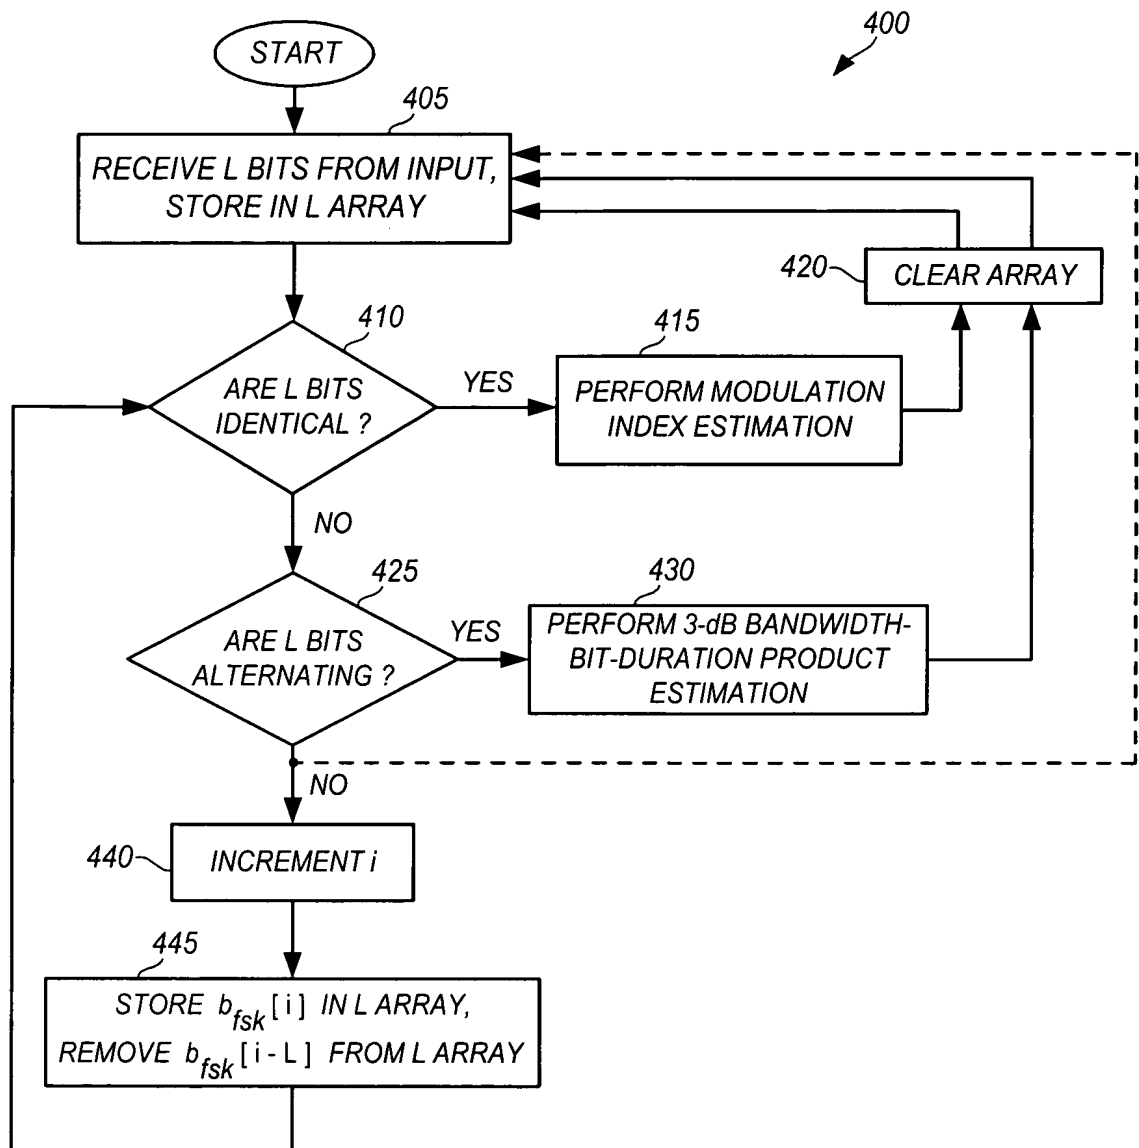 400
START
405
RECEIVE L BITS FROM INPUT,
STORE IN L ARRAY
420
CLEAR ARRAY
410
ARE L BITS
IDENTICAL ?
YES
415
PERFORM MODULATION
INDEX ESTIMATION
NO
425
ARE L BITS
ALTERNATING ?
YES
430
PERFORM 3-dB BANDWIDTH-
BIT-DURATION PRODUCT
ESTIMATION
NO
440
INCREMENT i
445
STORE bfsk [ i ] IN L ARRAY,
REMOVE bfsk [ i - L ] FROM L ARRAY